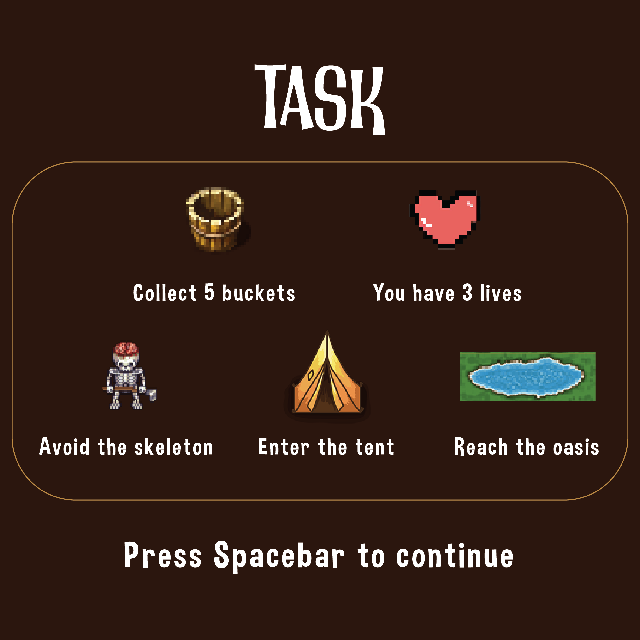 TASK
Collect 5 buckets
You have 3 lives
Avoid the skeleton
Enter the tent
Reach the oasis
Press Spacebar to continue